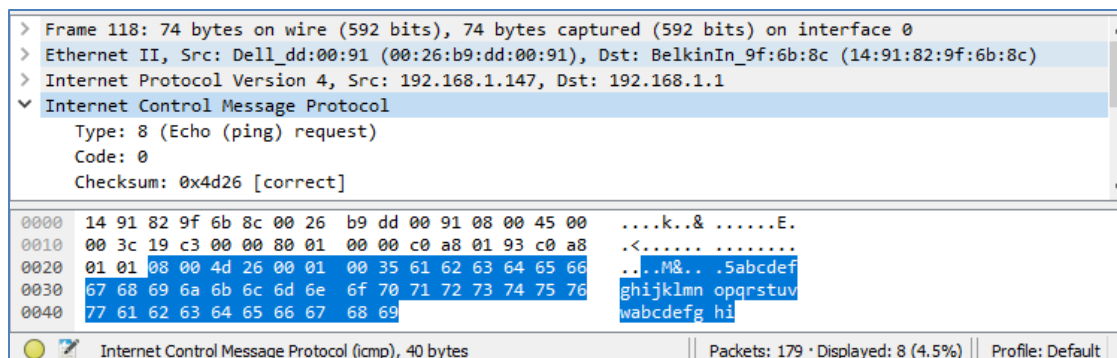 > Frame 118: 74 bytes on wire (592 bits), 74 bytes captured (592 bits) on interface 0
> Ethernet II, Src: Dell_dd:00:91 (00:26:b9:dd:00:91), Dst: BelkinIn_9f:6b:8c (14:91:82:9f:6b:8c)
> Internet Protocol Version 4, Src: 192.168.1.147, Dst: 192.168.1.1
Internet Control Message Protocol
Type: 8 (Echo (ping) request)
Code: 0
Checksum: 0x4d26 [correct]
0000 14 91 82 9f 6b 8c 00 26 b9 dd 00 91 08 00 45 00 ....k..& ......E.
0010 00 3c 19 c3 00 00 80 01 00 00 c0 a8 01 93 c0 a8 .<...... ........
0020 01 01 08 00 4d 26 00 01 00 35 61 62 63 64 65 66 ....M&.. .5abcdef
0030 67 68 69 6a 6b 6c 6d 6e 6f 70 71 72 73 74 75 76 ghijklmn opqrstuv
0040 77 61 62 63 64 65 66 67 68 69 wabcdefg hi
Internet Control Message Protocol (icmp), 40 bytes Packets: 179 · Displayed: 8 (4.5%) Profile: Default